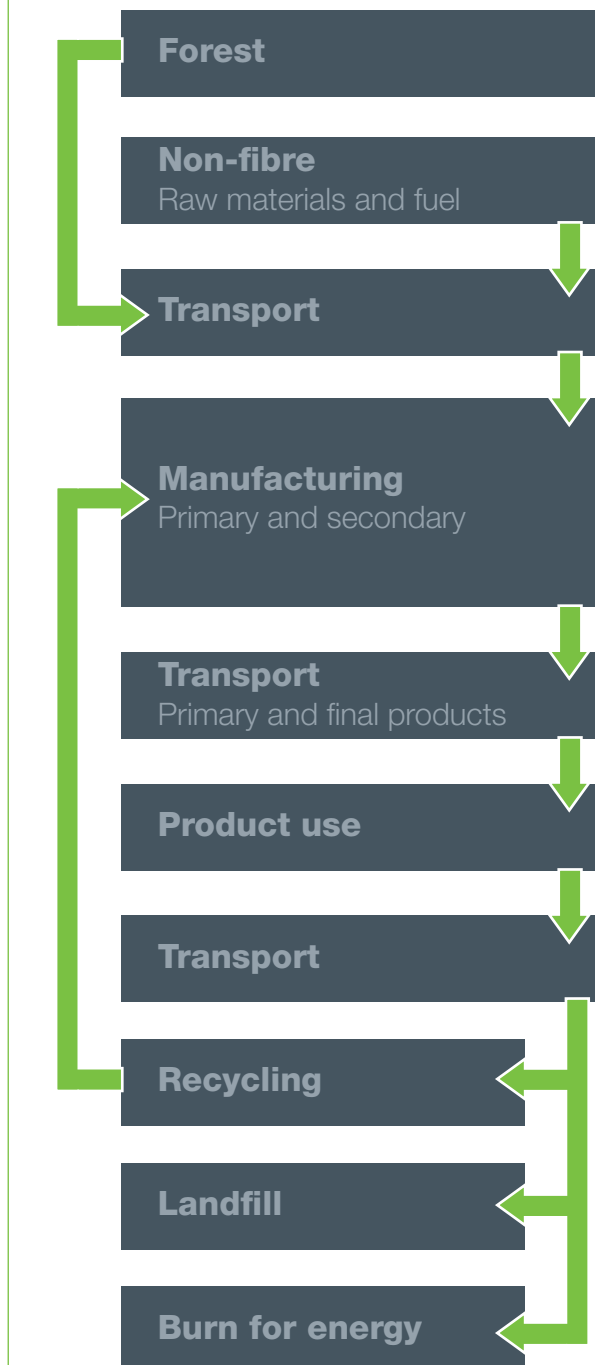 Forest
Non-fibre
Raw materials and fuel
Transport
Manufacturing
Primary and secondary
Transport
Primary and final products
Product use
Transport
Recycling
Landfill
Burn for energy